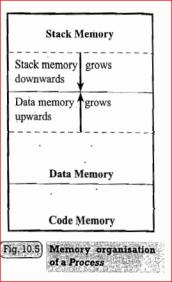 Stack Memory
Stack memory grows
downwards
Data memory grows
upwards
Data Memory
Code Memory
Fig. 10.5 Memory organisation
of a Process